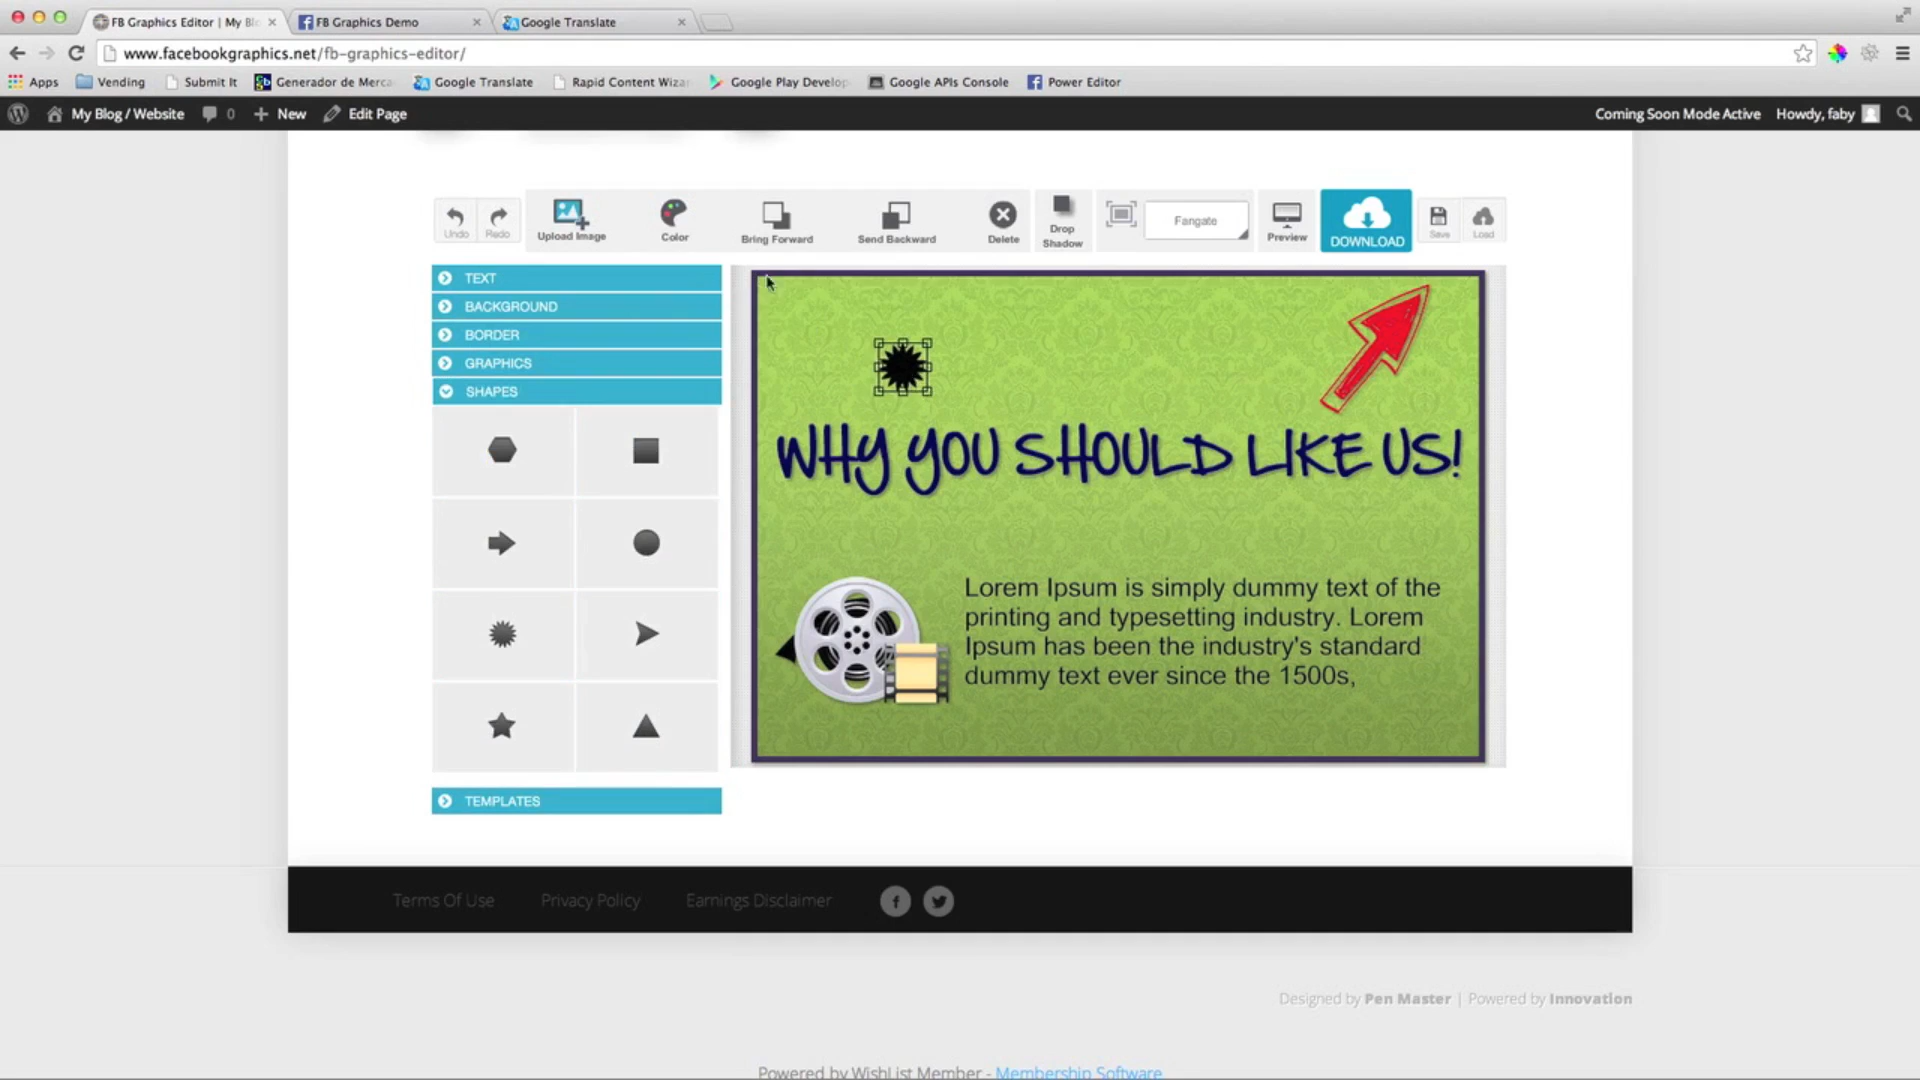 FB Graphics Editor | My Blo
FB Graphics Demo
Google Translate
www.facebookgraphics.net/fb-graphics-editor/
Apps
Vending
Submit It
Generador de Merca
Google Translate
Rapid Content Wiza
Google Play Develop
Google APIs Console
Power Editor
My Blog / Website
0
New
Edit Page
Coming Soon Mode Active
Howdy, faby
Undo
Redo
Upload Image
Color
Bring Forward
Send Backward
Delete
Drop
Shadow
Fangate
Preview
DOWNLOAD
Save
Load
TEXT
BACKGROUND
BORDER
GRAPHICS
SHAPES
TEMPLATES
WHY YOU SHOULD LIKE US!
Lorem Ipsum is simply dummy text of the
printing and typesetting industry. Lorem
Ipsum has been the industry's standard
dummy text ever since the 1500s,
Terms Of Use
Privacy Policy
Earnings Disclaimer
Designed by Pen Master | Powered by Innovation
Powered by WishList Member - Membership Software